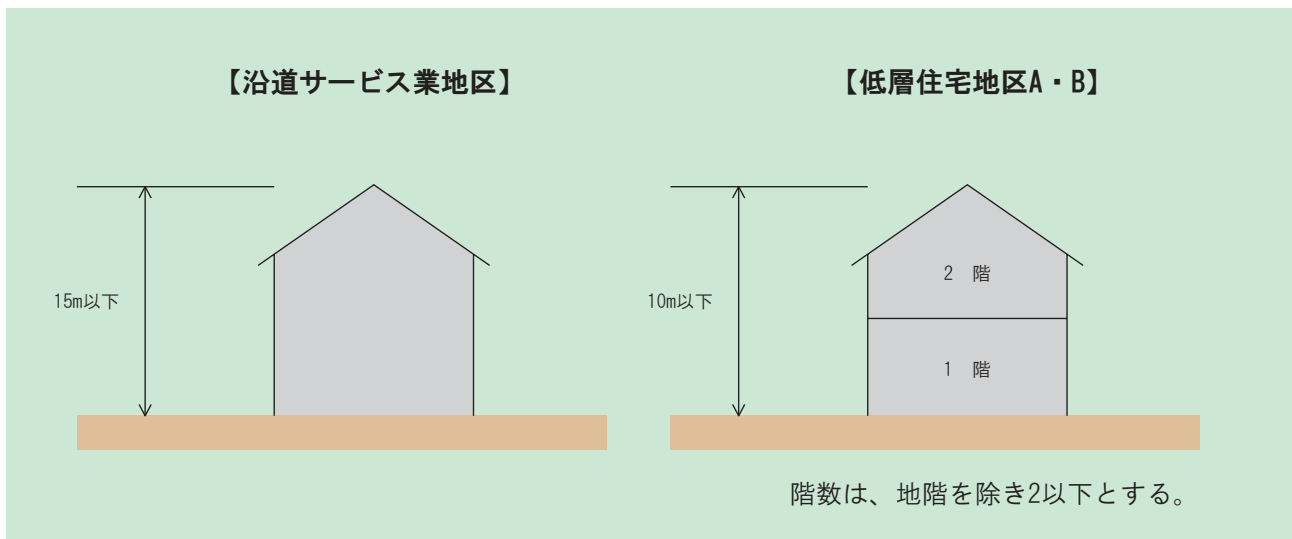 【沿道サービス業地区】
【低層住宅地区A・B】
15m以下
10m以下
2 階
1 階
階数は、地階を除き2以下とする。